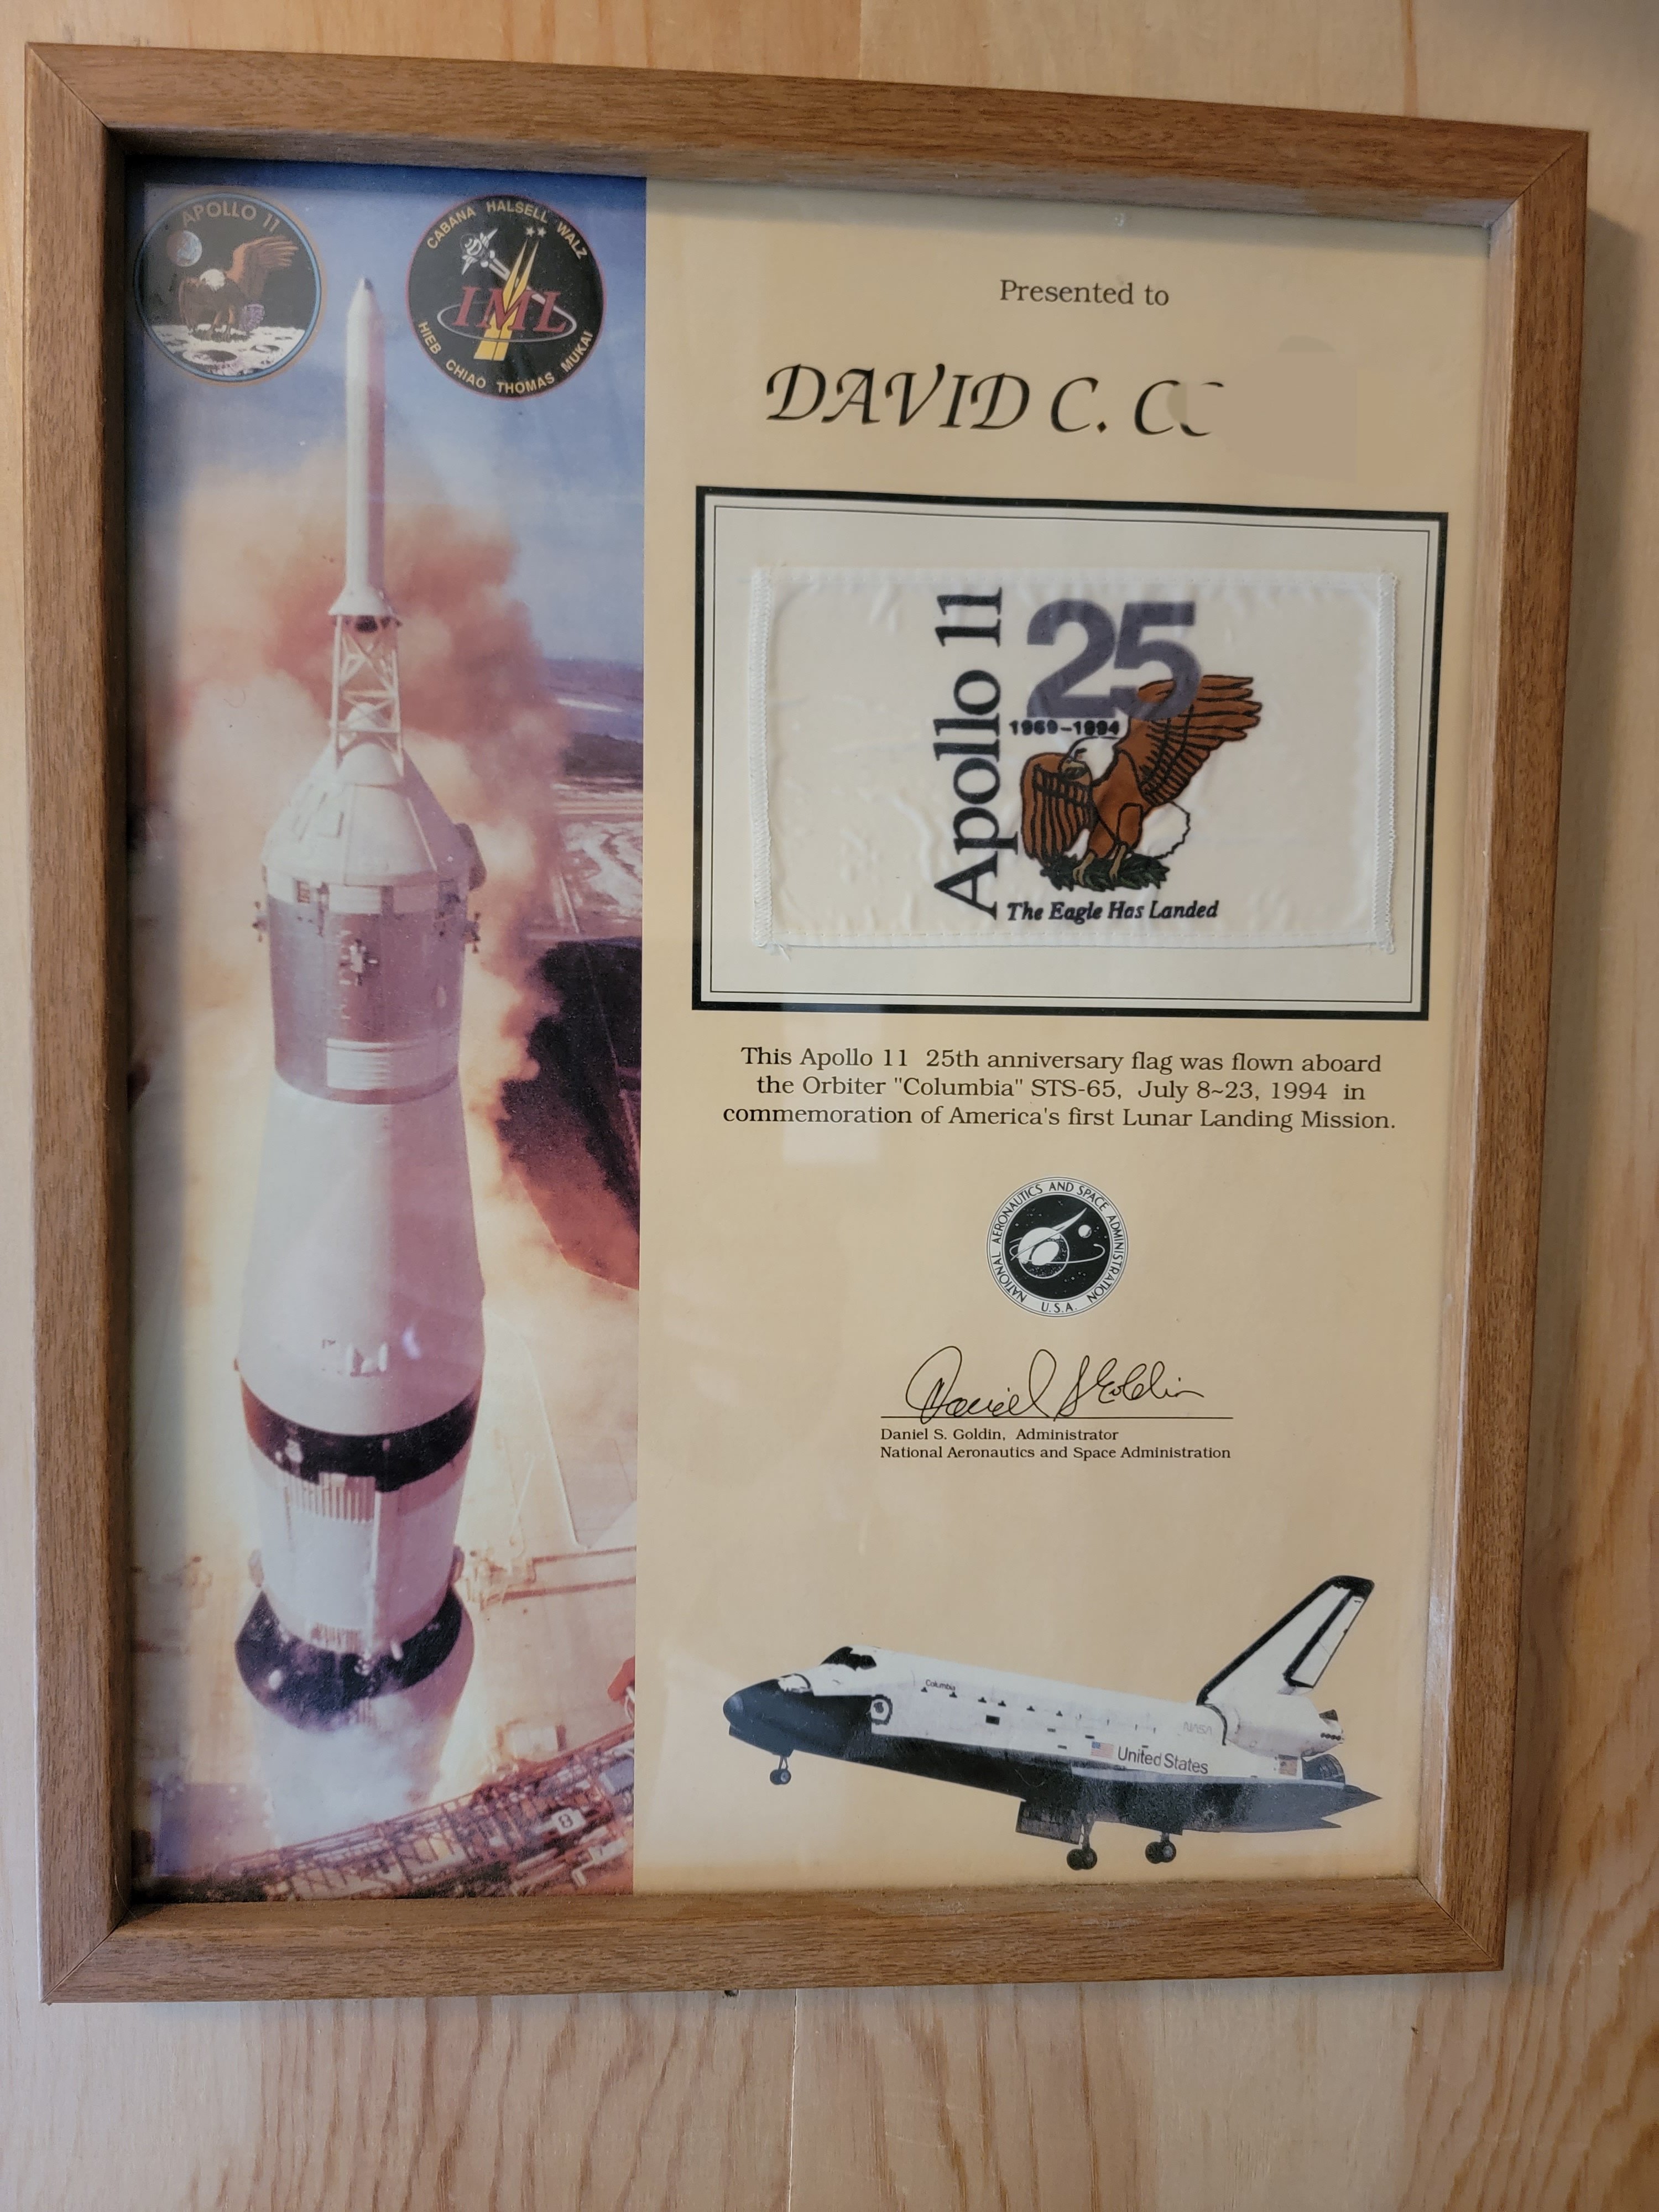 APOLLO 11
CABANA HALSELL WALZ
IML
HIEB CHIAO THOMAS MUKAI
Presented to
DAVID C.
Apollo 11
25
1969-1994
The Eagle Has Landed
This Apollo 11 25th anniversary flag was flown aboard
the Orbiter "Columbia" STS-65, July 8~23, 1994 in
commemoration of America's first Lunar Landing Mission.
NATIONAL AERONAUTICS AND SPACE ADMINISTRATION
U.S.A.
Daniel S Goldin
Daniel S. Goldin, Administrator
National Aeronautics and Space Administration
Columbia
NASA
United States